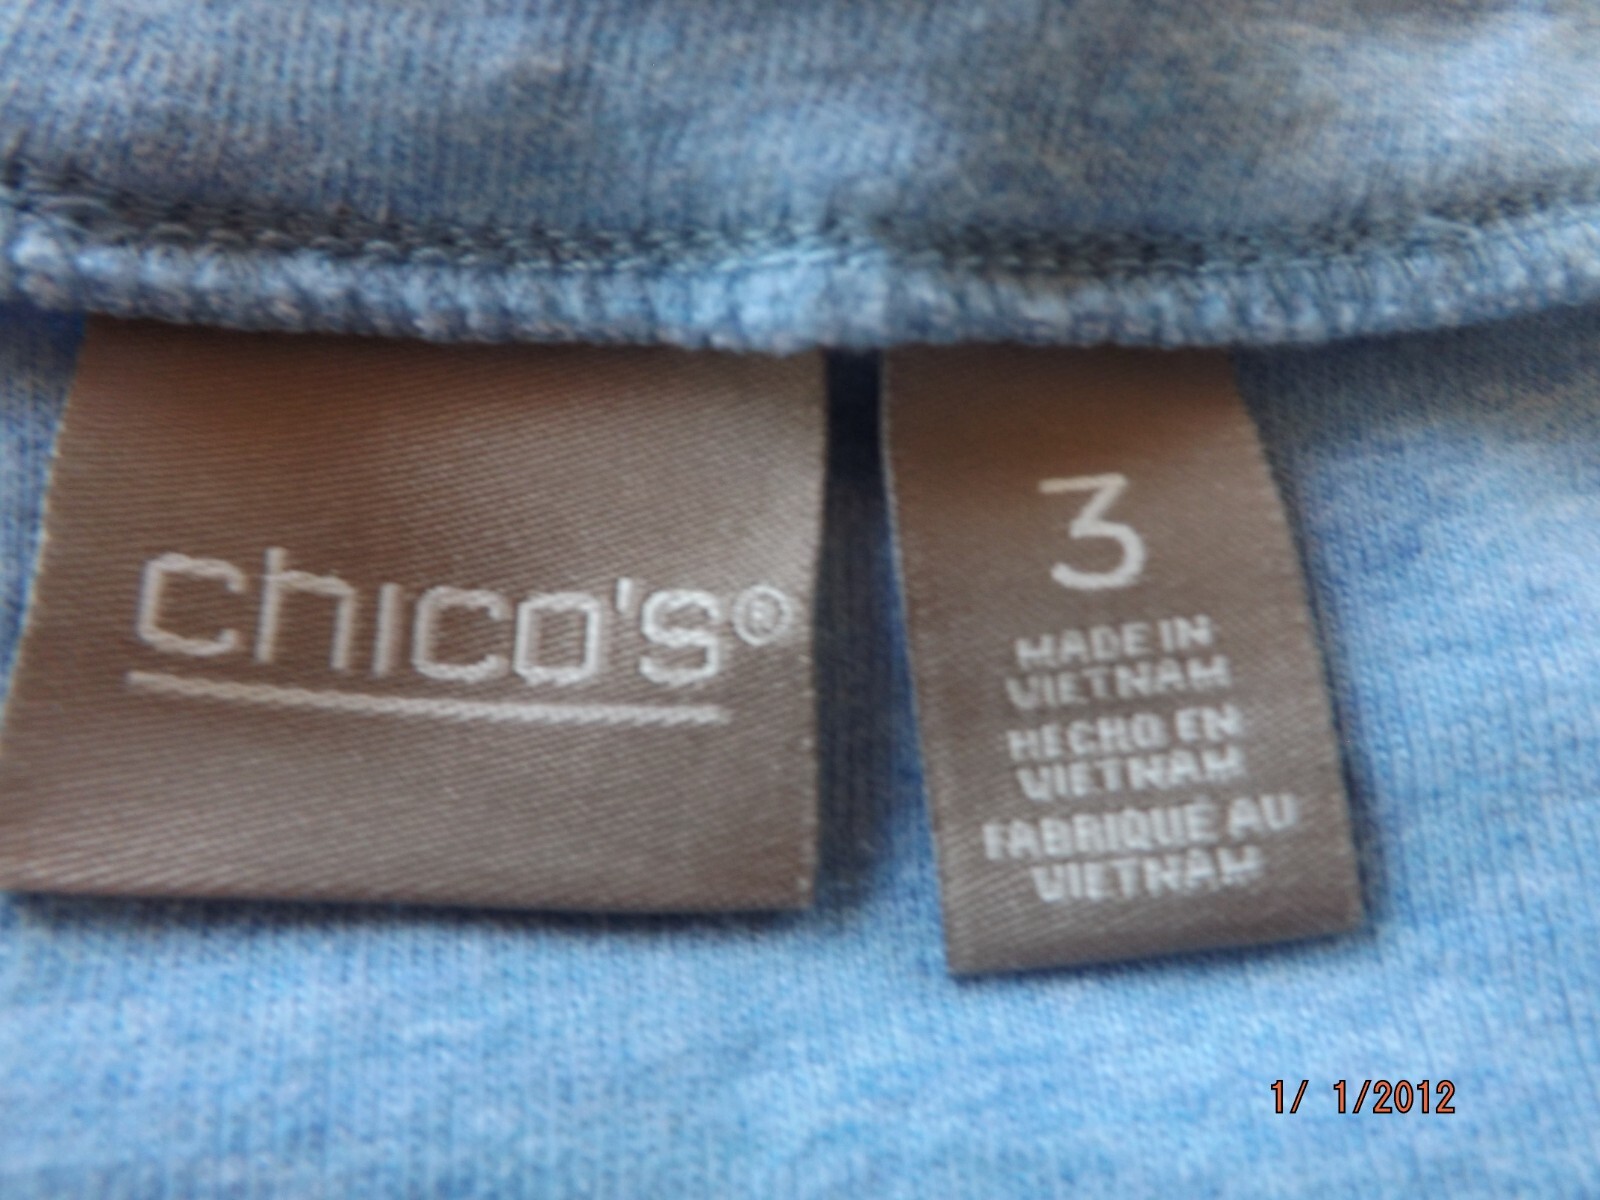 chico's®
3
MADE IN
VIETNAM
HECHO EN
VIETNAM
FABRIQUE AU
VIETNAM
1/ 1/2012